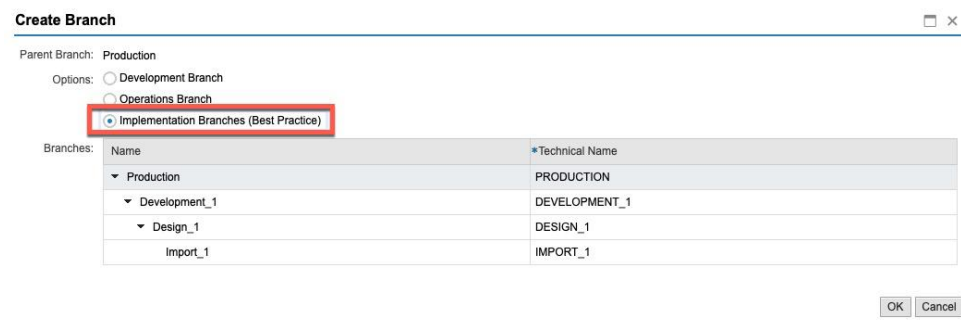 Create Branch
Parent Branch: Production
Options: Development Branch
Operations Branch
Implementation Branches (Best Practice)
Branches: Name *Technical Name
Production PRODUCTION
Development_1 DEVELOPMENT_1
Design_1 DESIGN_1
Import_1 IMPORT_1
OK Cancel